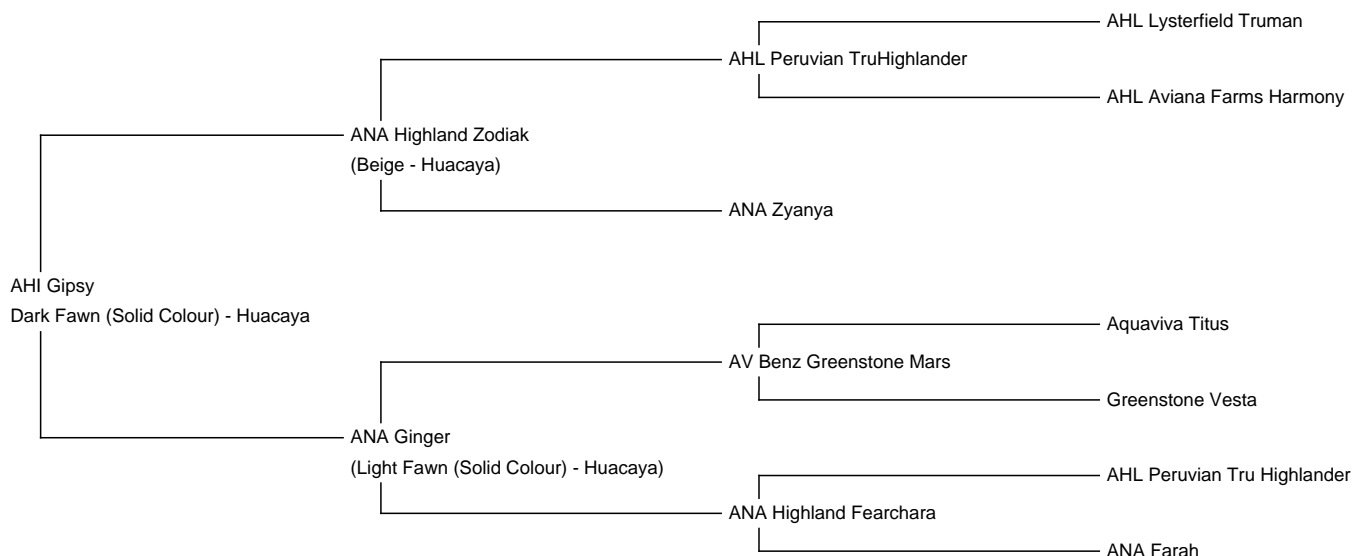 AHL Lysterfield Truman
AHL Peruvian TruHighlander
AHL Aviana Farms Harmony
ANA Highland Zodiak
(Beige - Huacaya)
ANA Zyanya
AHI Gipsy
Dark Fawn (Solid Colour) - Huacaya
Aquaviva Titus
AV Benz Greenstone Mars
Greenstone Vesta
ANA Ginger
(Light Fawn (Solid Colour) - Huacaya)
AHL Peruvian Tru Highlander
ANA Highland Fearchara
ANA Farah